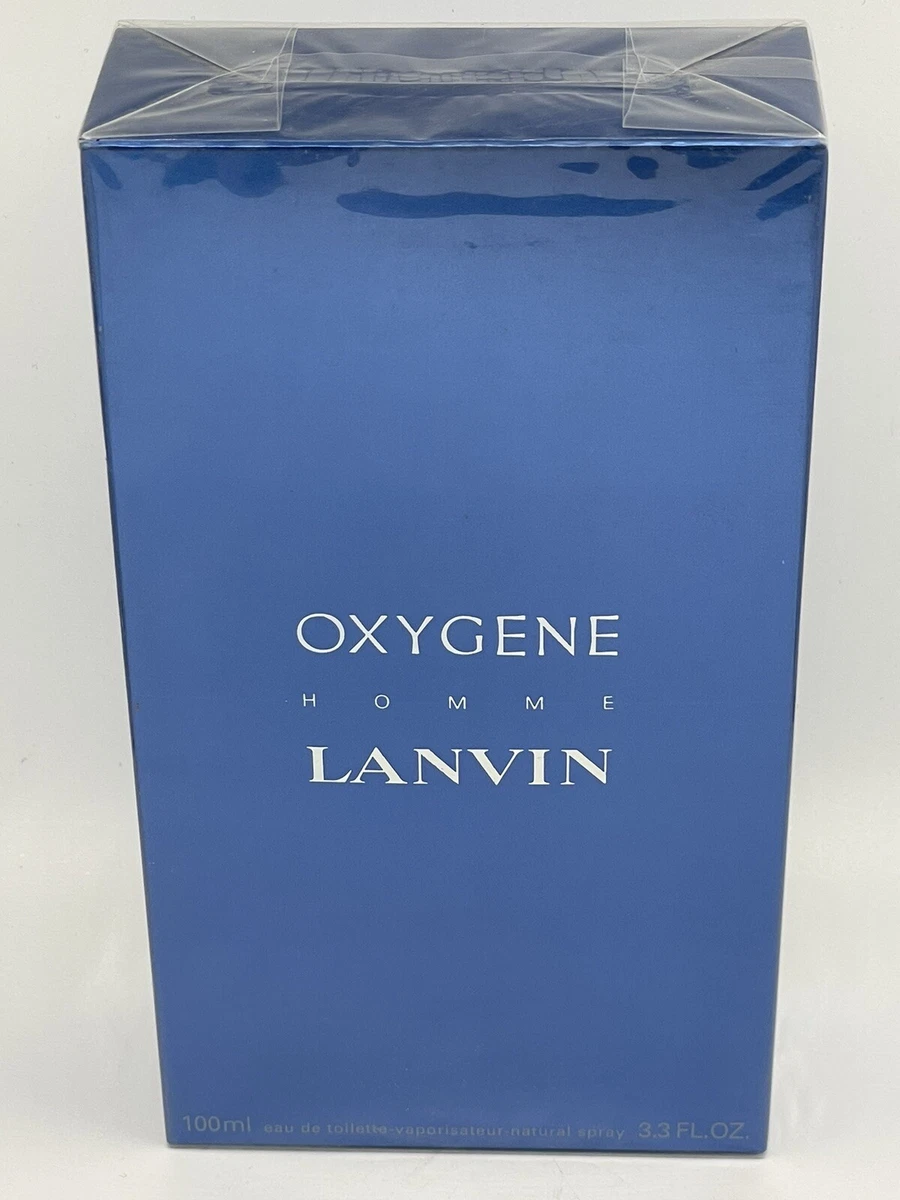 OXYGENE
HOMME
LANVIN
100ml eau de toilette-vaporisateur-natural spray 3.3 FL.OZ.